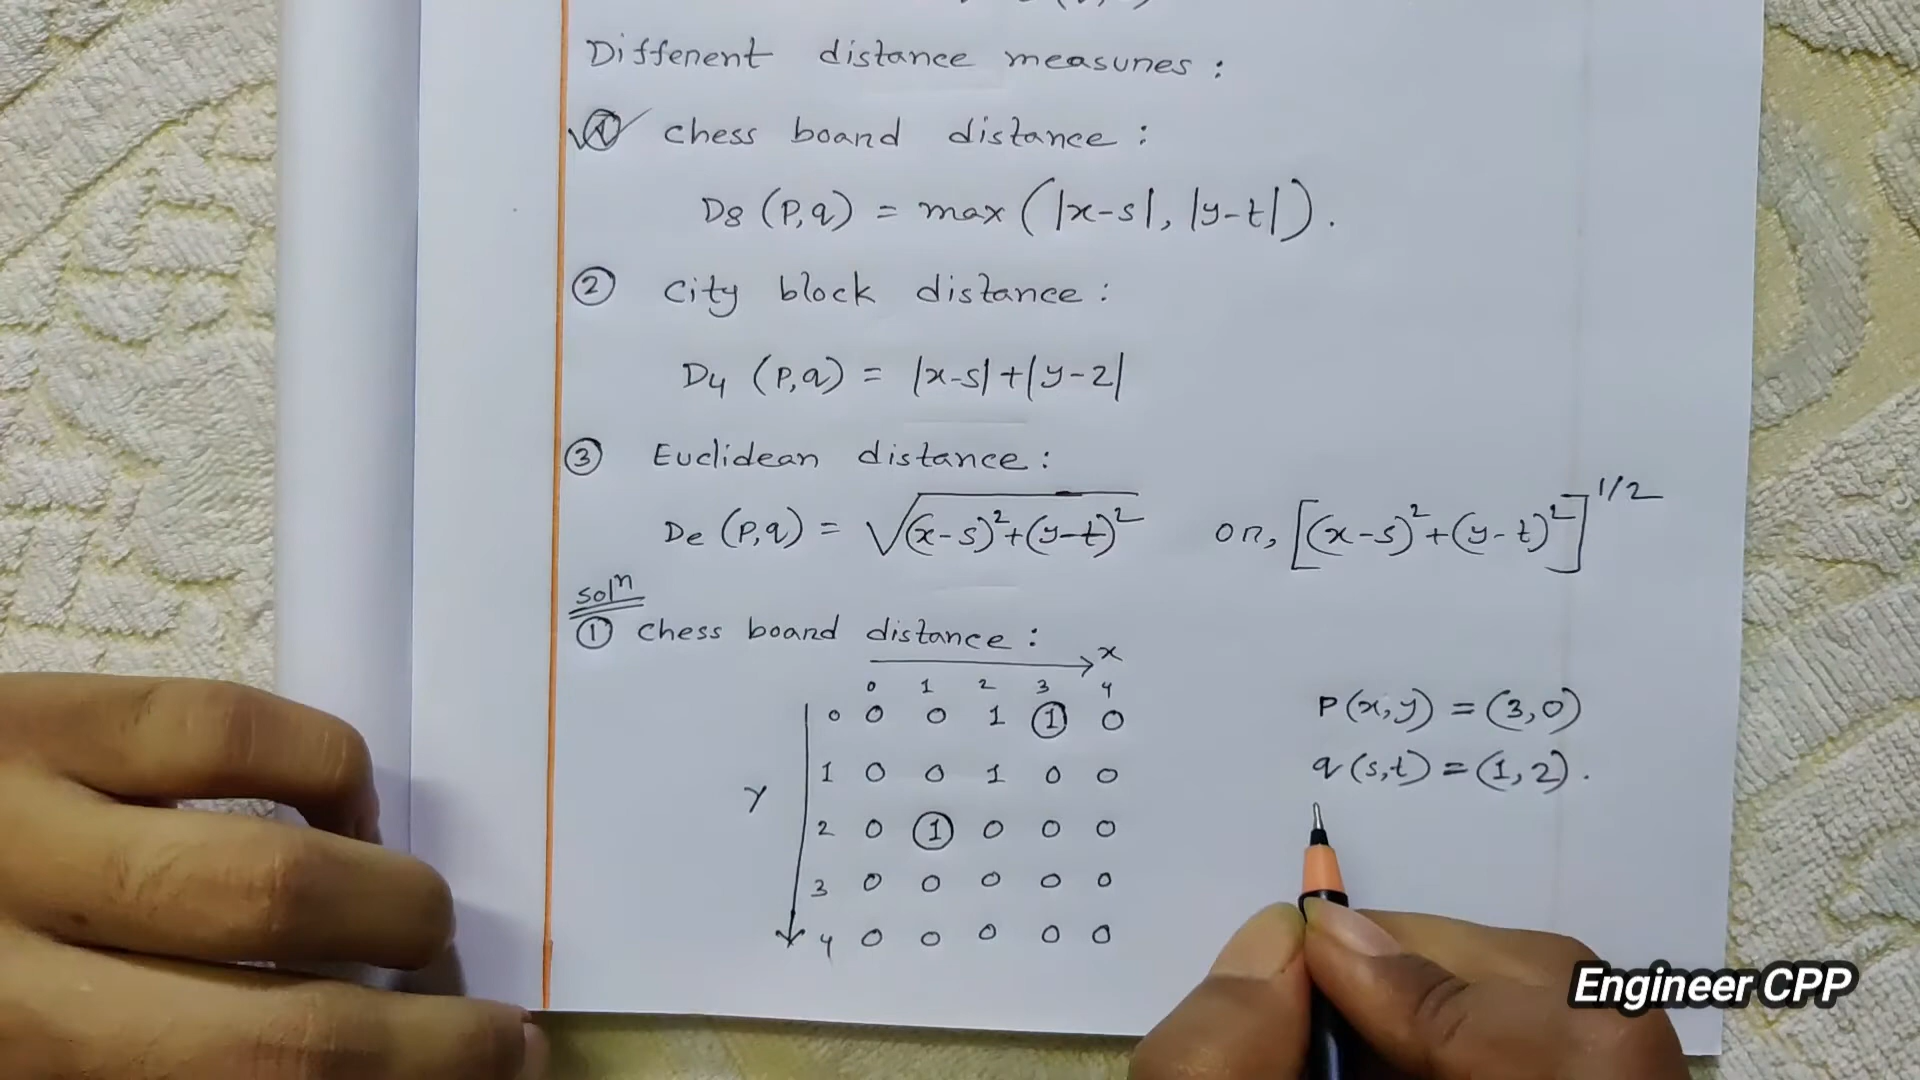 Different distance measures :
① chess board distance :
D8 (P,q) = max (|x-s|, |y-t|).
② city block distance :
D4 (P,q) = |x-s|+|y-2|
③ Euclidean distance :
De (P,q) = √(x-s)²+(y-t)² or, [(x-s)²+(y-t)²]^1/2
solⁿ
① chess board distance :
x
0 1 2 3 4
0 0 0 1 1 0
1 0 0 1 0 0
Y
2 0 1 0 0 0
3 0 0 0 0 0
4 0 0 0 0 0
P(x,y) = (3,0)
q(s,t) = (1,2).
Engineer CPP